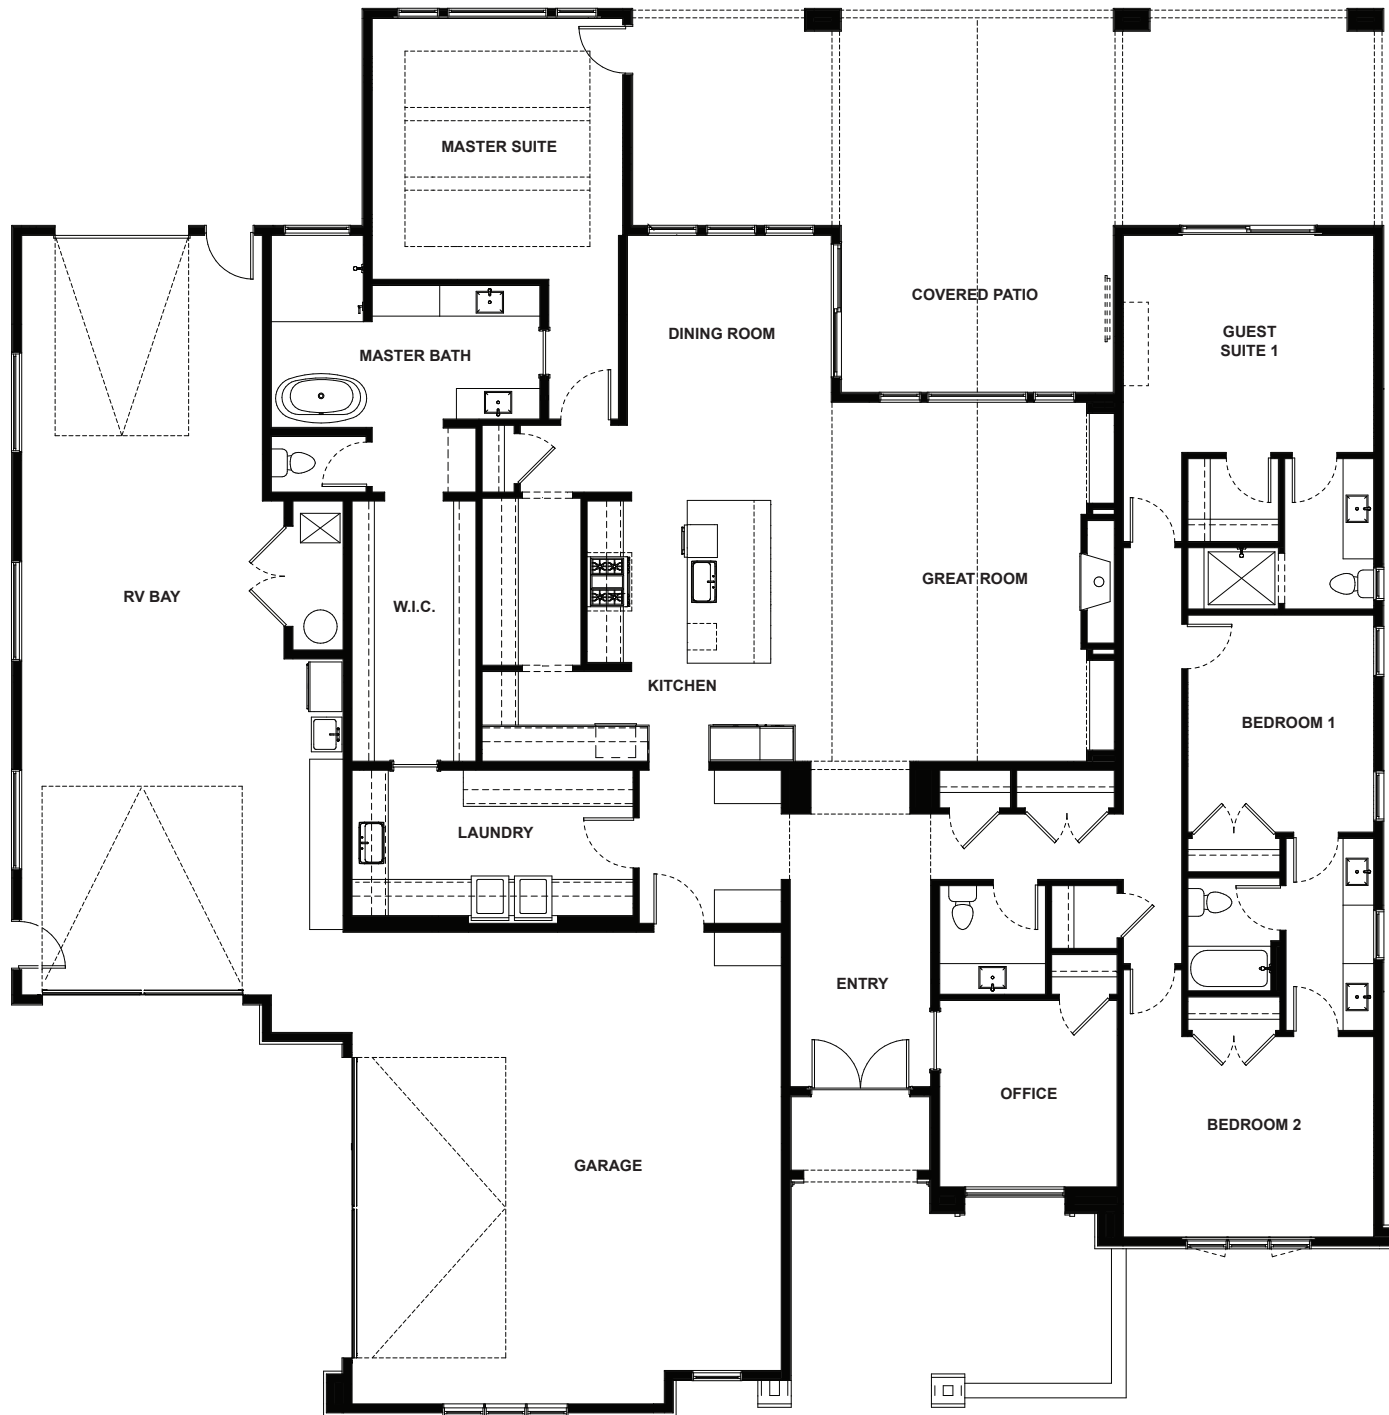 MASTER SUITE
COVERED PATIO
DINING ROOM
GUEST
SUITE 1
MASTER BATH
GREAT ROOM
RV BAY
W.I.C.
KITCHEN
BEDROOM 1
LAUNDRY
ENTRY
OFFICE
BEDROOM 2
GARAGE